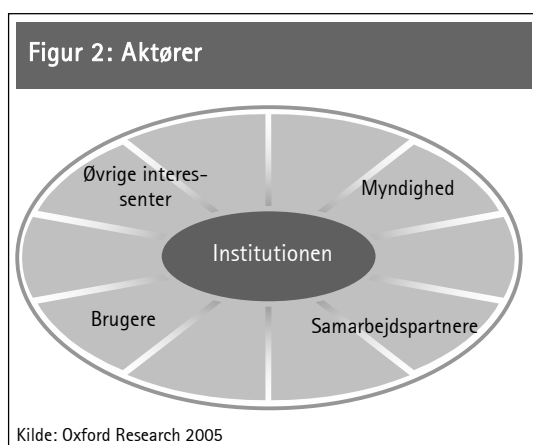 Figur 2: Aktører
Øvrige interes-
senter
Myndighed
Institutionen
Brugere
Samarbejdspartnere
Kilde: Oxford Research 2005